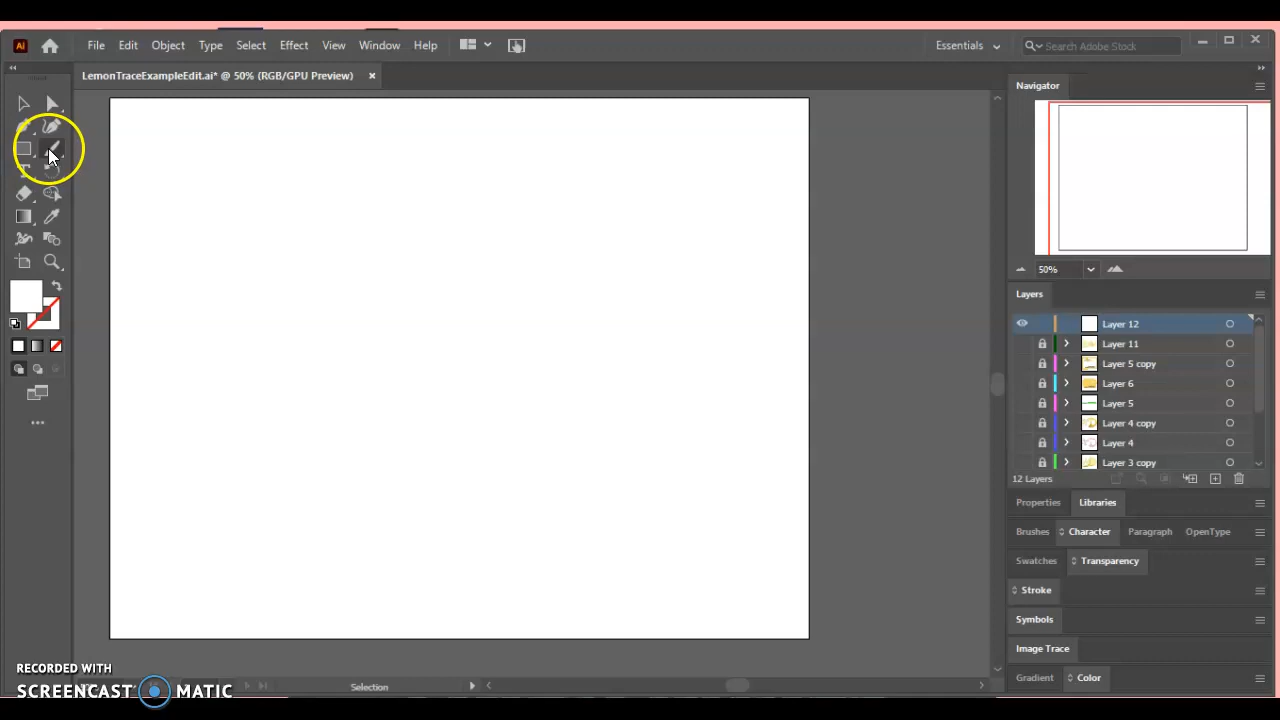 Ai File Edit Object Type Select Effect View Window Help Essentials Search Adobe Stock
LemonTraceExampleEdit.ai* @ 50% (RGB/GPU Preview)
Navigator
50%
Layers
Layer 12
Layer 11
Layer 5 copy
Layer 6
Layer 5
Layer 4 copy
Layer 4
Layer 3 copy
12 Layers
Properties Libraries
Brushes Character Paragraph OpenType
Swatches Transparency
Stroke
Symbols
Image Trace
Gradient Color
Selection
RECORDED WITH
SCREENCAST MATIC